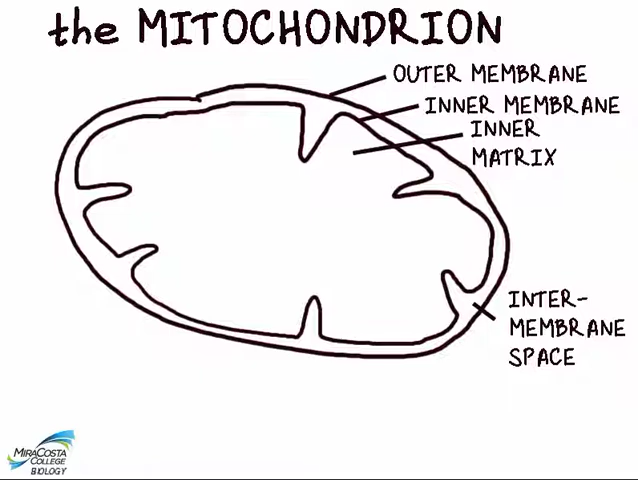 the MITOCHONDRION
OUTER MEMBRANE
INNER MEMBRANE
INNER
MATRIX
INTER-
MEMBRANE
SPACE
MIRACOSTA
COLLEGE
BIOLOGY